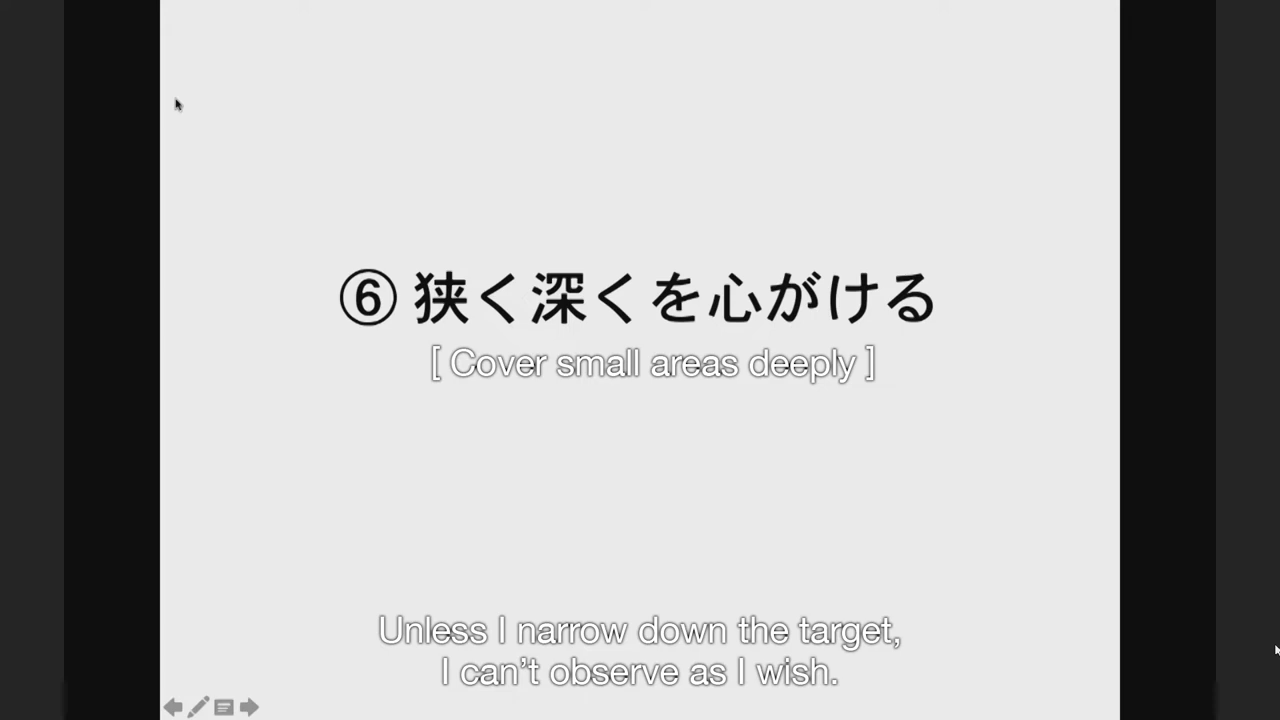 ⑥ 狭く深くを心がける
[ Cover small areas deeply ]
Unless I narrow down the target,
I can't observe as I wish.